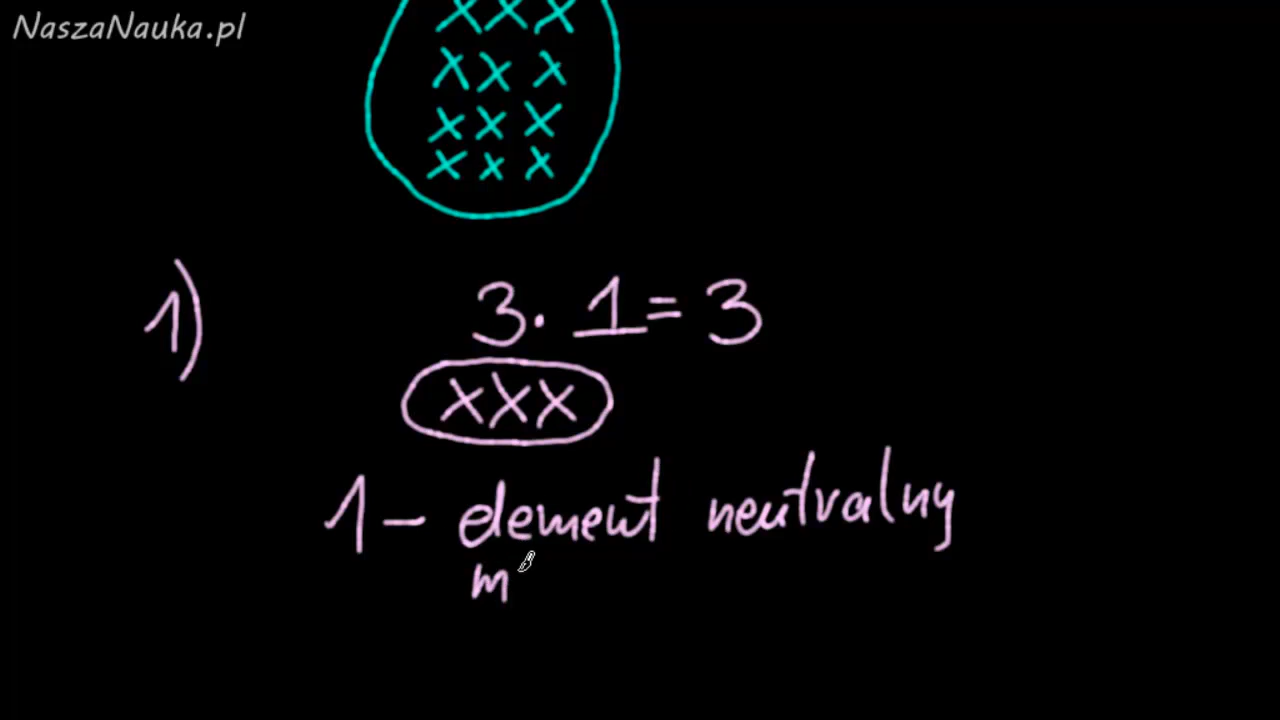 NaszaNauka.pl
x x x
x x x
x x x
x x x
1) 3 · 1 = 3
x x x
1 - element neutralny
m